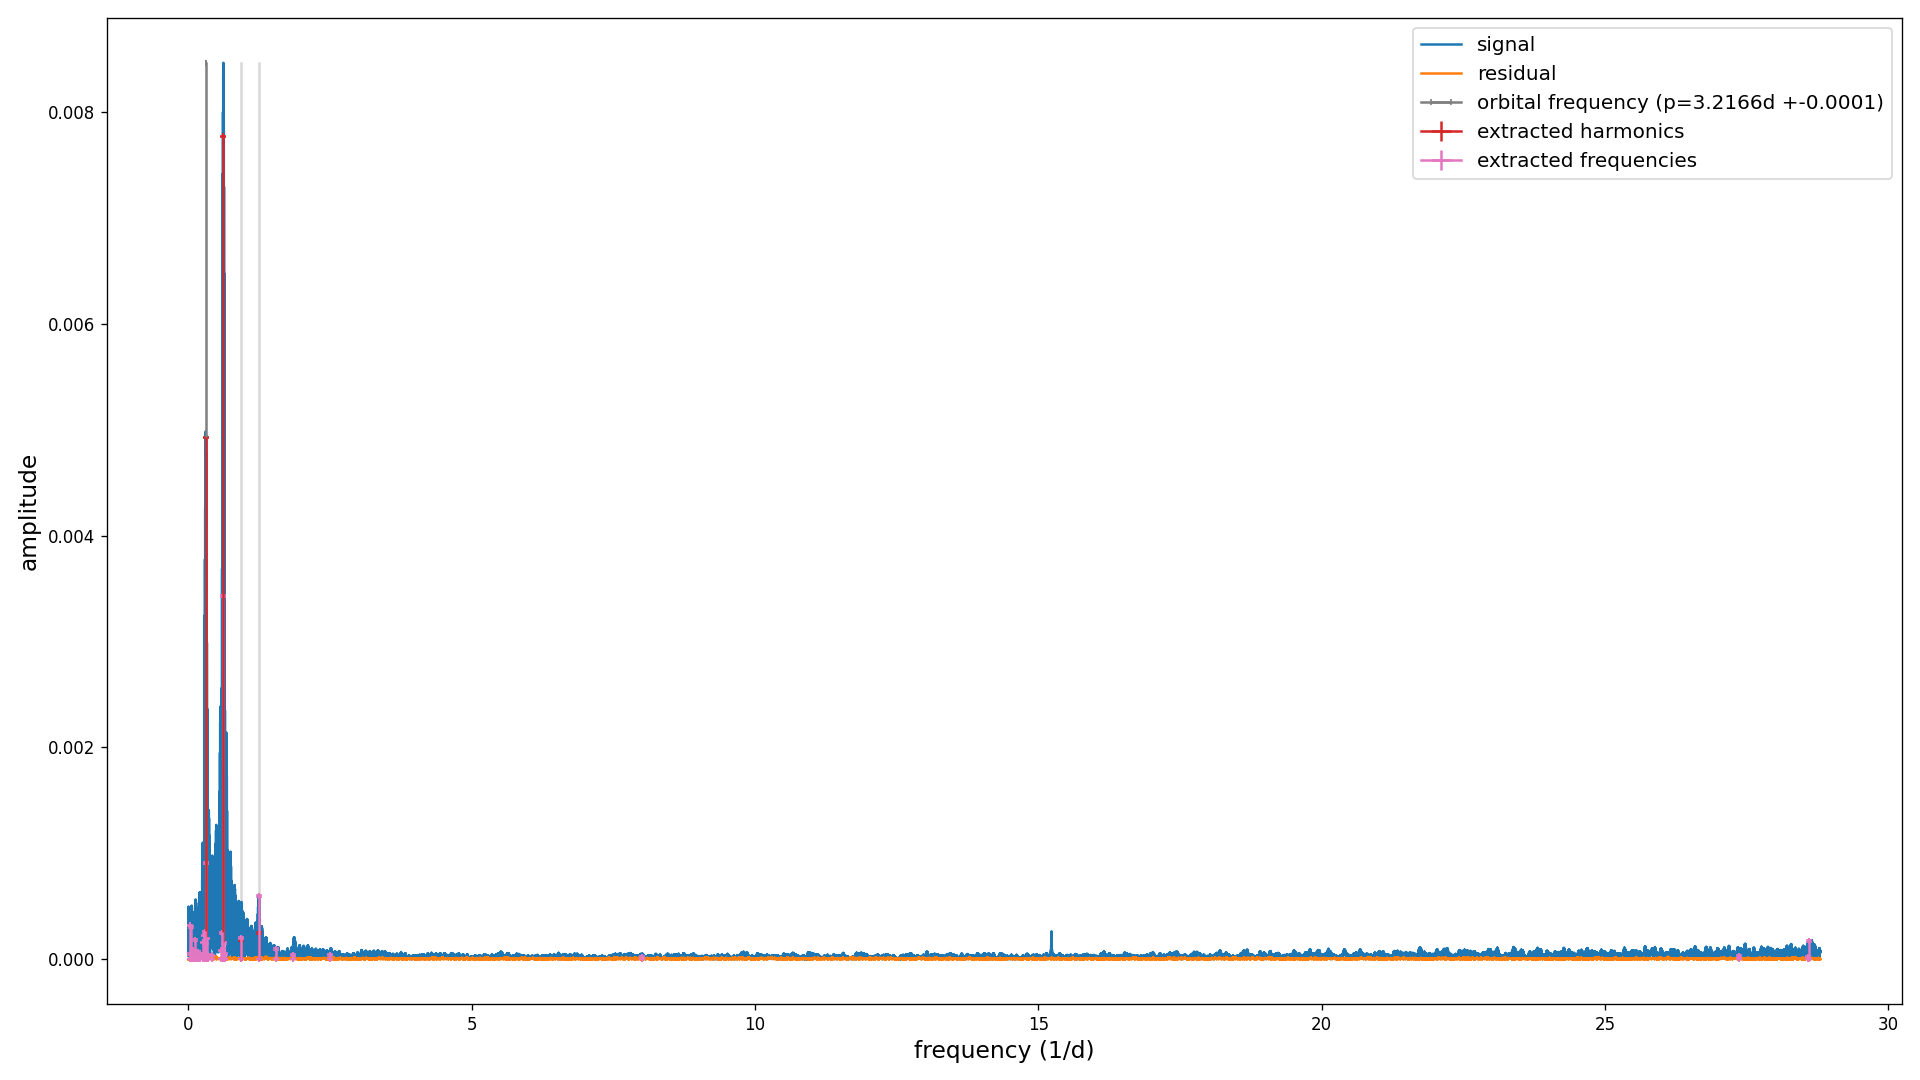 signal
residual
orbital frequency (p=3.2166d +-0.0001)
extracted harmonics
extracted frequencies
0.008
0.006
0.004
0.002
0.000
amplitude
0 5 10 15 20 25 30
frequency (1/d)